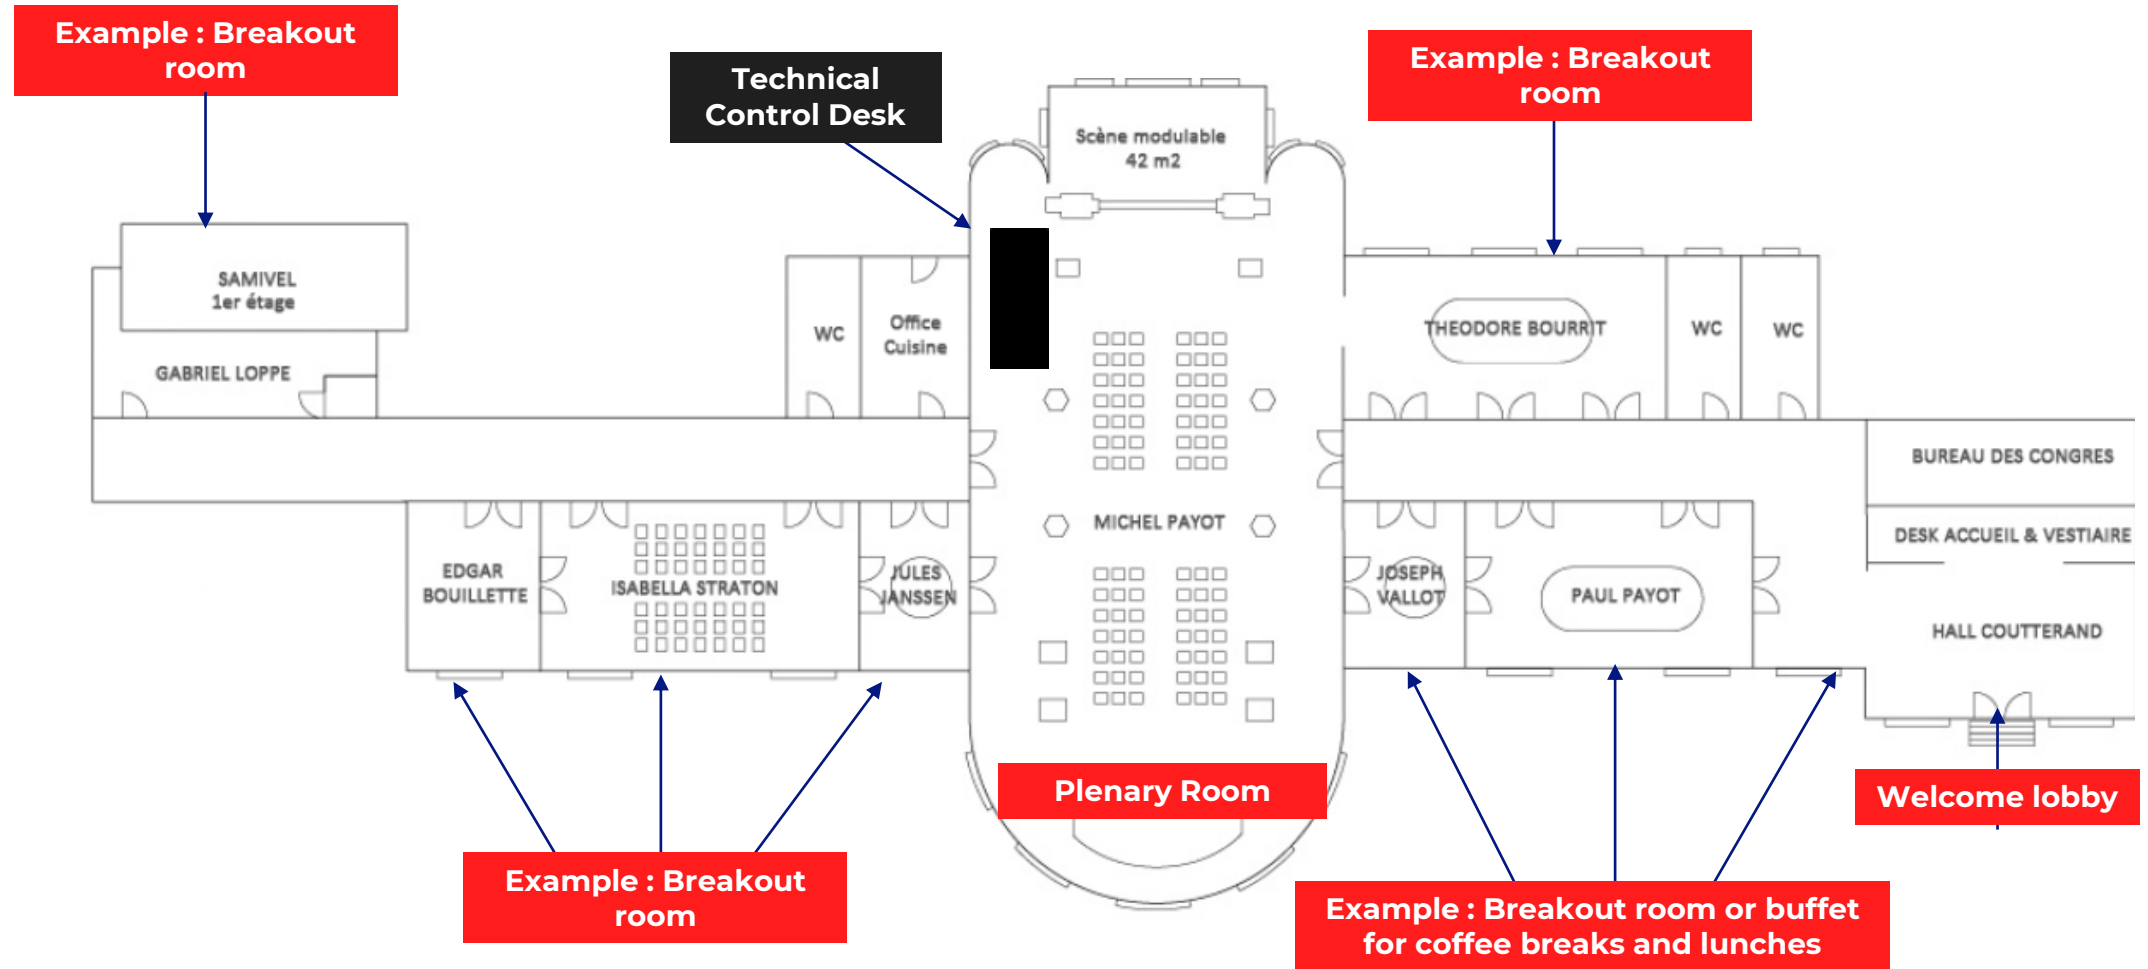 Example : Breakout
room
Technical
Control Desk
Example : Breakout
room
Scène modulable
42 m2
SAMIVEL
1er étage
GABRIEL LOPPE
WC
Office
Cuisine
THEODORE BOURRIT
WC
WC
BUREAU DES CONGRES
DESK ACCUEIL & VESTIAIRE
HALL COUTTERAND
MICHEL PAYOT
EDGAR
BOUILLETTE
ISABELLA STRATON
JULES
JANSSEN
JOSEPH
VALLOT
PAUL PAYOT
Plenary Room
Welcome lobby
Example : Breakout
room
Example : Breakout room or buffet
for coffee breaks and lunches